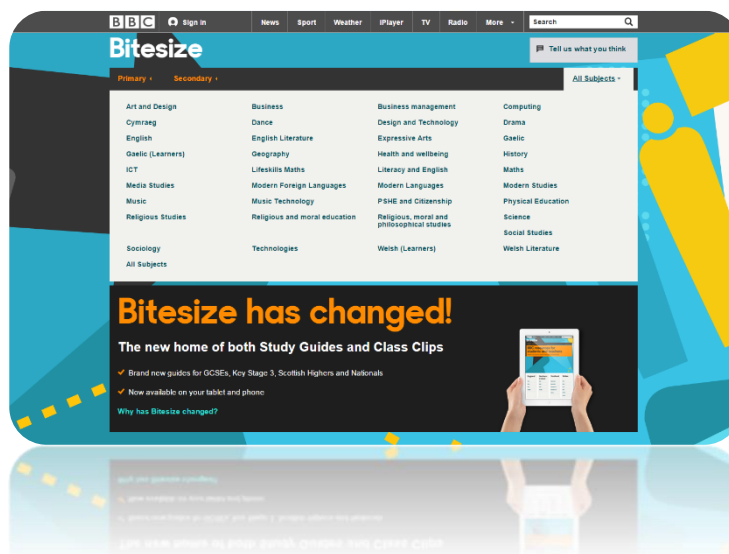 BBC Sign in News Sport Weather iPlayer TV Radio More Search
Bitesize
Tell us what you think
Primary Secondary All Subjects
Art and Design Business Business management Computing
Cymraeg Dance Design and Technology Drama
English English Literature Expressive Arts Gaelic
Gaelic (Learners) Geography Health and wellbeing History
ICT Lifeskills Maths Literacy and English Maths
Media Studies Modern Foreign Languages Modern Languages Modern Studies
Music Music Technology PSHE and Citizenship Physical Education
Religious Studies Religious and moral education Religious, moral and Science
philosophical studies
Social Studies
Sociology Technologies Welsh (Learners) Welsh Literature
All Subjects
Bitesize has changed!
The new home of both Study Guides and Class Clips
Brand new guides for GCSEs, Key Stage 3, Scottish Highers and Nationals
Now available on your tablet and phone
Why has Bitesize changed?